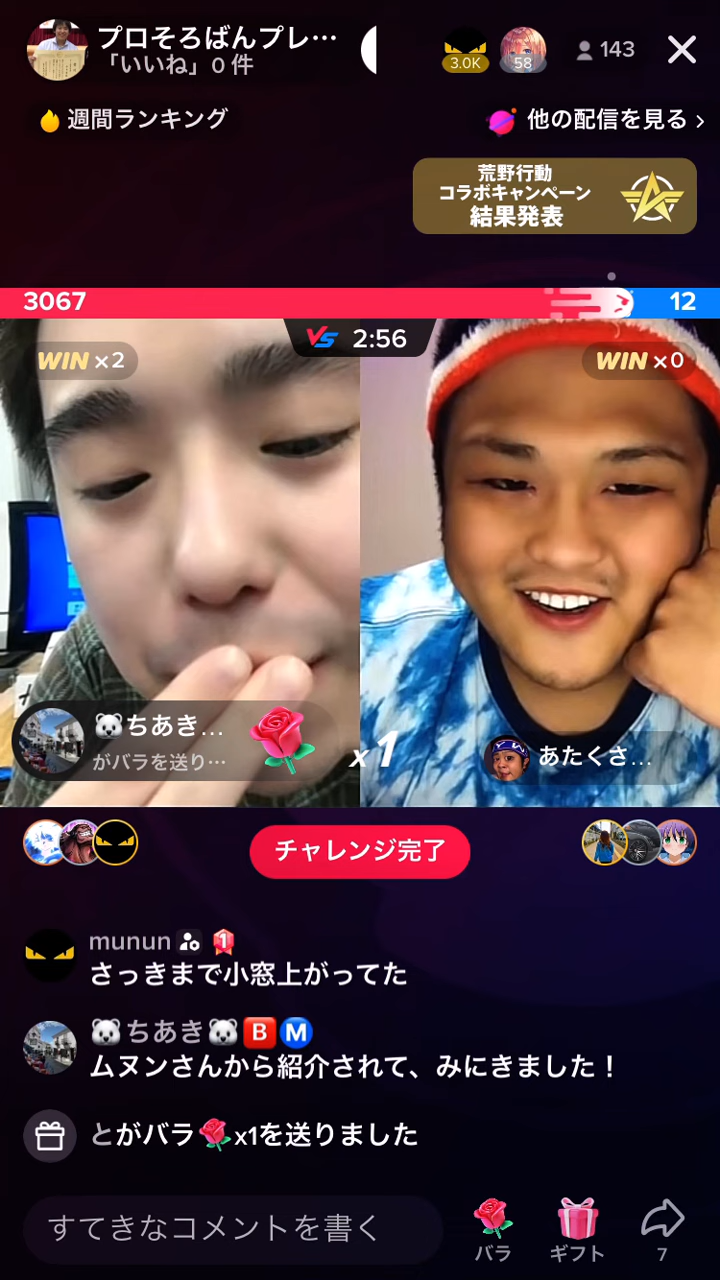 プロそろばんプレ…
「いいね」0 件
3.0K
58
143
週間ランキング
他の配信を見る
荒野行動
コラボキャンペーン
結果発表
3067
12
VS 2:56
WIN x2
WIN x0
ちあき…
がバラを送り…
x1
あたくさ…
チャレンジ完了
munun 1
さっきまで小窓上がってた
ちあき B M
ムヌンさんから紹介されて、みにきました！
とがバラ x1を送りました
すてきなコメントを書く
バラ
ギフト
7